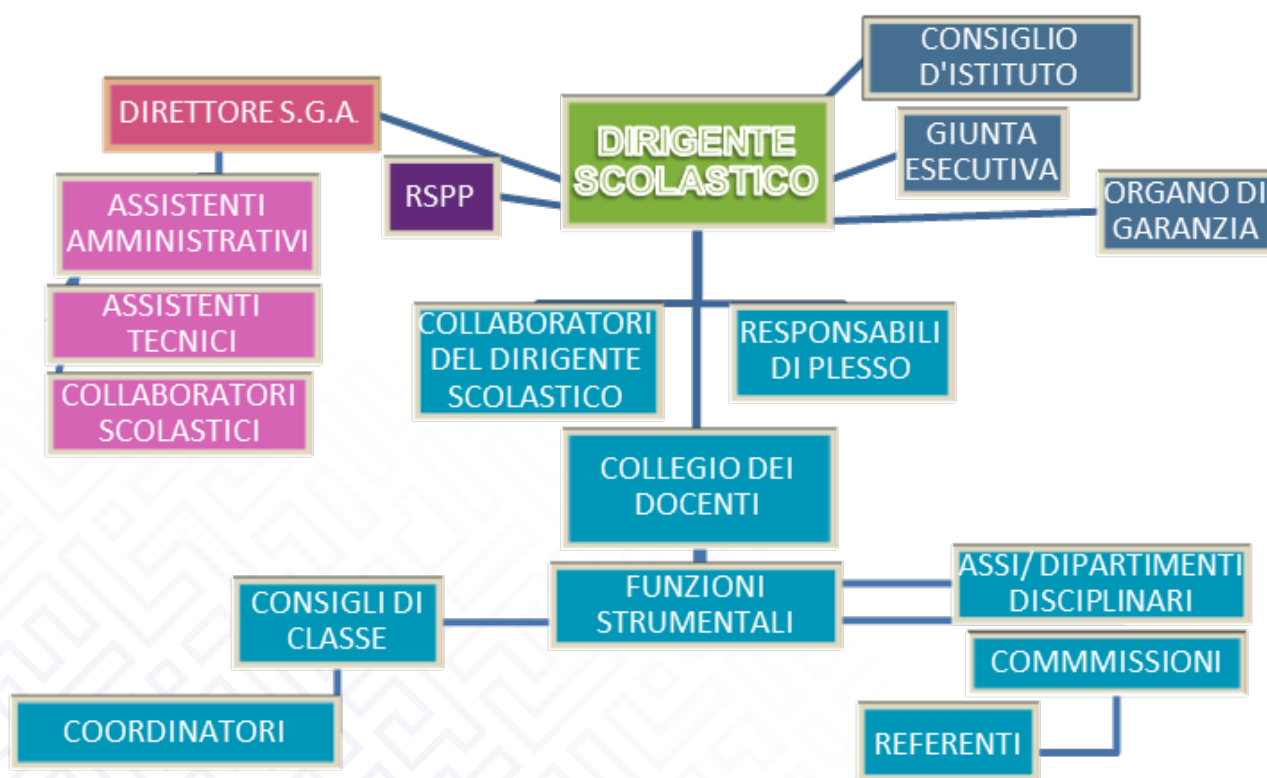 CONSIGLIO
D'ISTITUTO
DIRETTORE S.G.A.
DIRIGENTE
SCOLASTICO
GIUNTA
ESECUTIVA
RSPP
ORGANO DI
GARANZIA
ASSISTENTI
AMMINISTRATIVI
ASSISTENTI
TECNICI
COLLABORATORI
SCOLASTICI
COLLABORATORI
DEL DIRIGENTE
SCOLASTICO
RESPONSABILI
DI PLESSO
COLLEGIO DEI
DOCENTI
FUNZIONI
STRUMENTALI
ASSI/ DIPARTIMENTI
DISCIPLINARI
CONSIGLI DI
CLASSE
COMMMISSIONI
COORDINATORI
REFERENTI